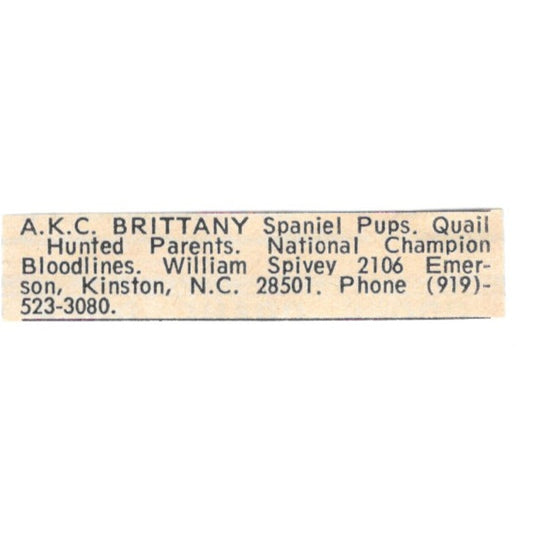 A.K.C. BRITTANY Spaniel Pups. Quail
Hunted Parents. National Champion
Bloodlines. William Spivey 2106 Emer-
son, Kinston, N.C. 28501. Phone (919)-
523-3080.